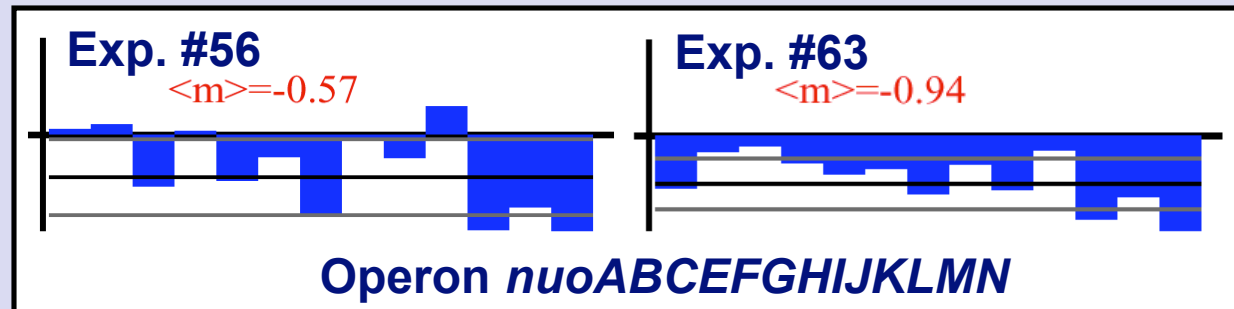 Exp. #56
<m>=-0.57
Exp. #63
<m>=-0.94
Operon nuoABCEFGHIJKLMN